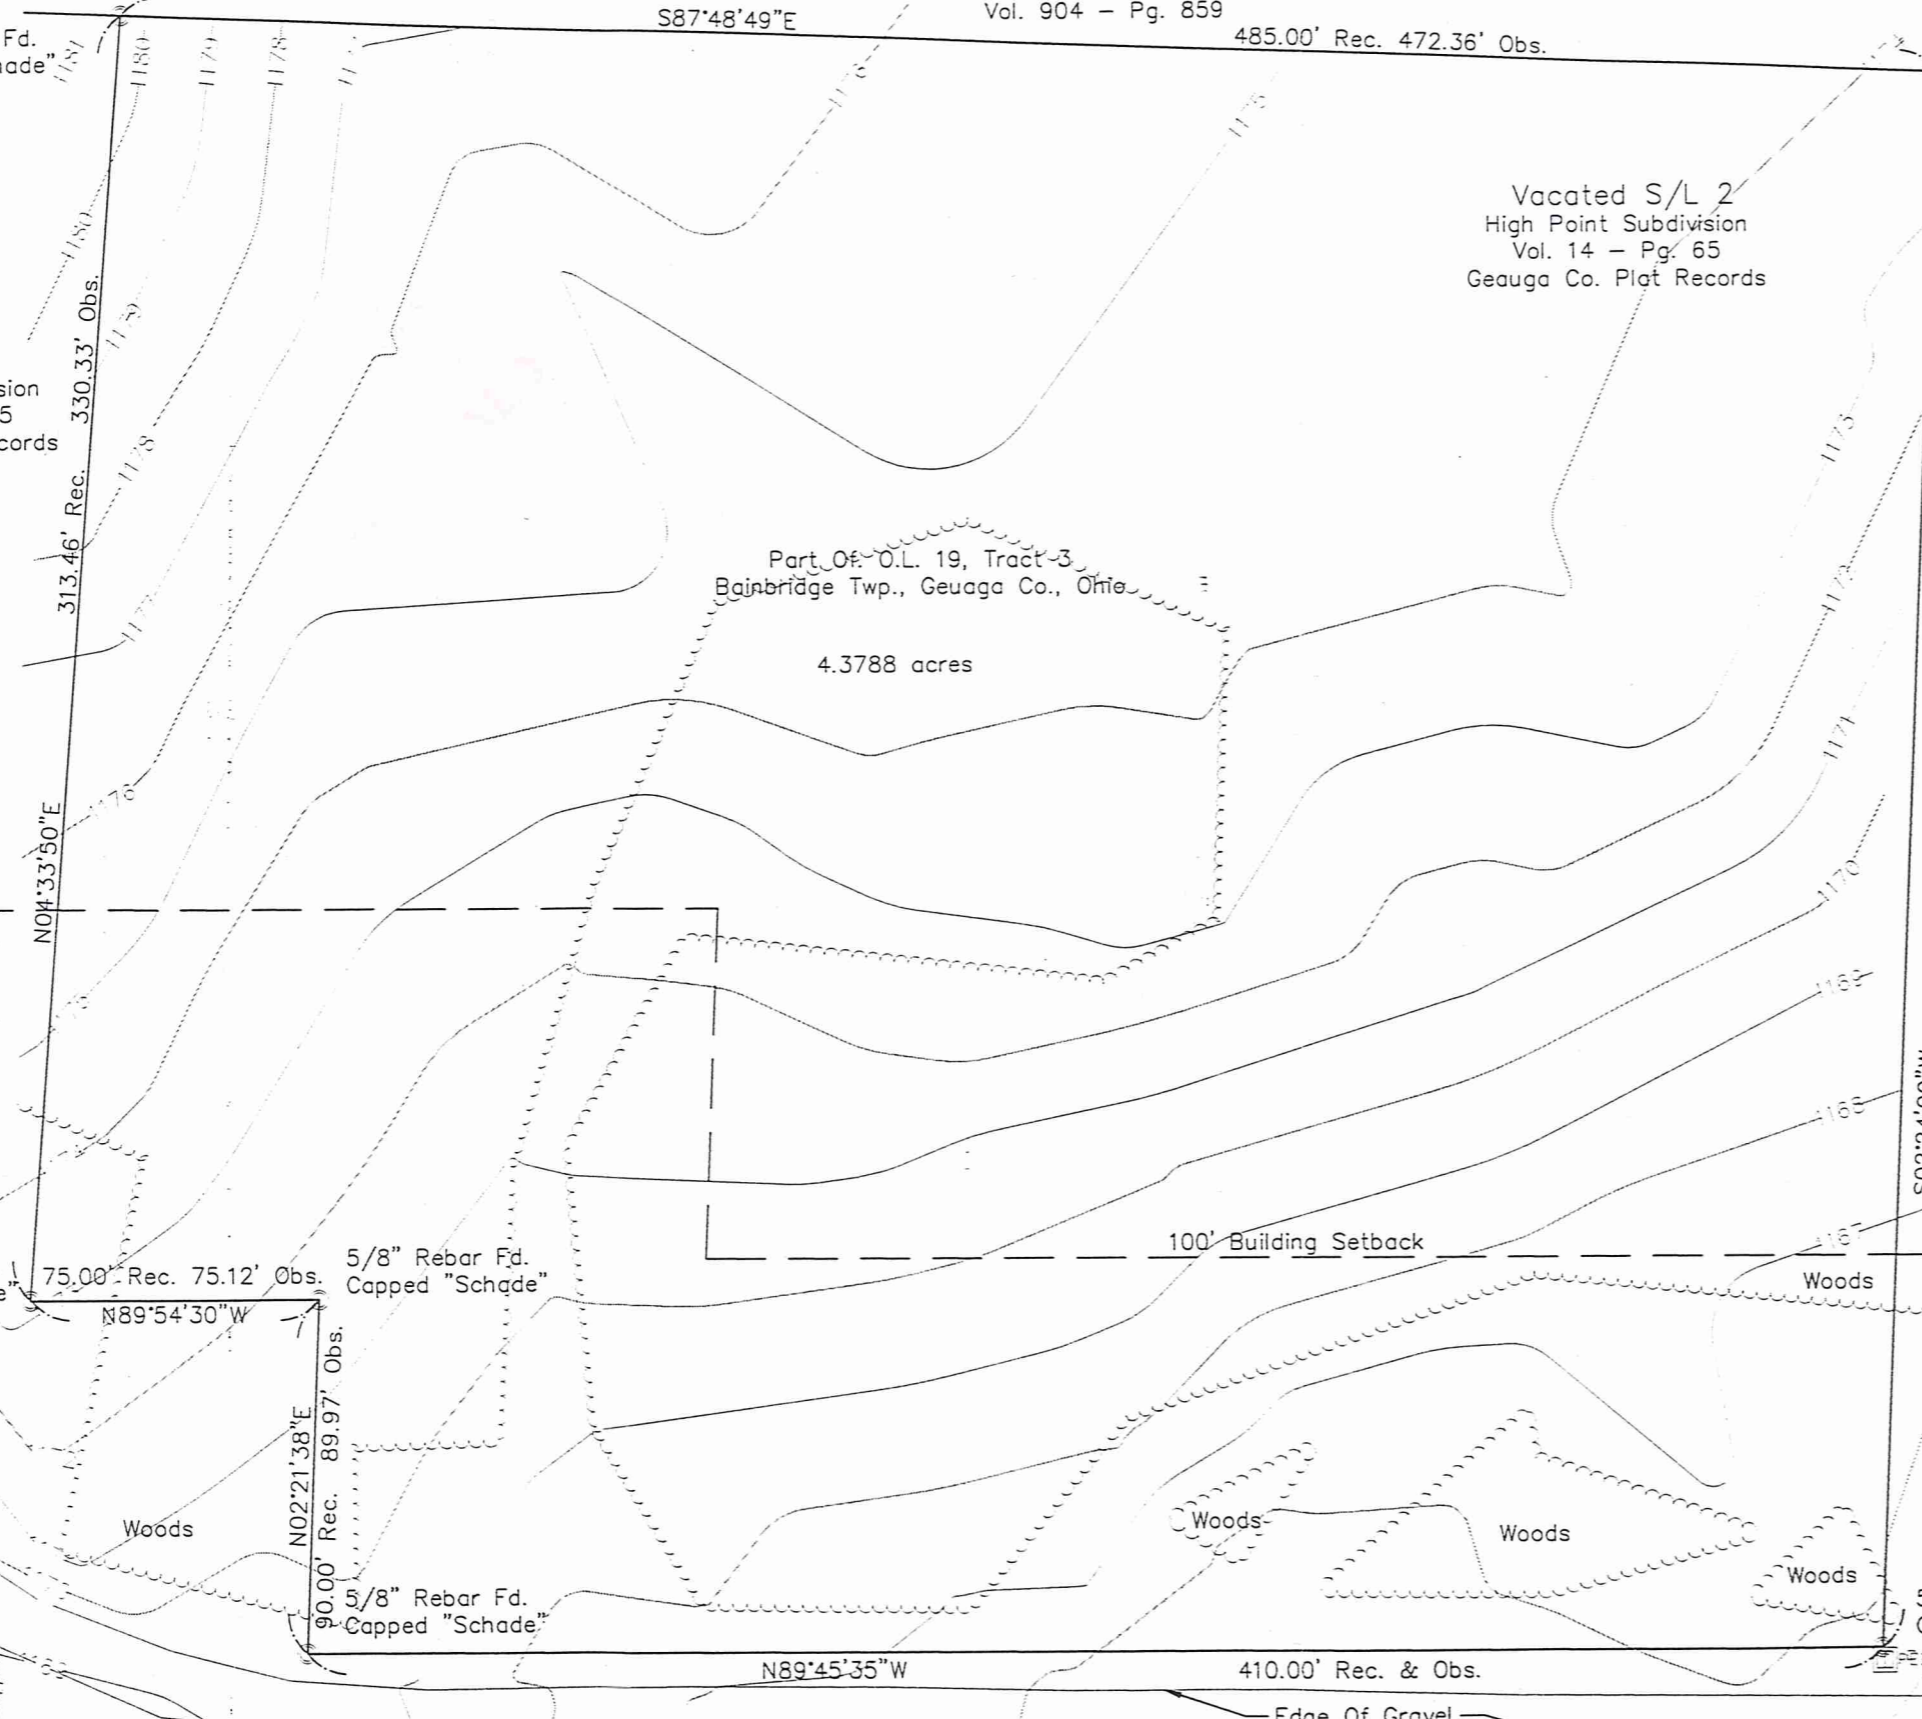 S87°48'49"E
Vol. 904 – Pg. 859
485.00' Rec. 472.36' Obs.
Fd.
1181
1180
1179
1178
Vacated S/L 2
High Point Subdivision
Vol. 14 – Pg. 65
Geauga Co. Plat Records
1180
1179
1178
1176
N04°33'50"E
313.46' Rec. 330.33' Obs.
Part Of O.L. 19, Tract 3
Bainbridge Twp., Geuaga Co., Ohio
4.3788 acres
1173
1172
1171
1170
1169
1168
1167
100' Building Setback
Woods
75.00' Rec. 75.12' Obs.
N89°54'30"W
5/8" Rebar Fd.
Capped "Schade"
N02°21'38"E
90.00' Rec. 89.97' Obs.
Woods
Woods
Woods
Woods
5/8" Rebar Fd.
Capped "Schade"
N89°45'35"W
410.00' Rec. & Obs.
Edge Of Gravel